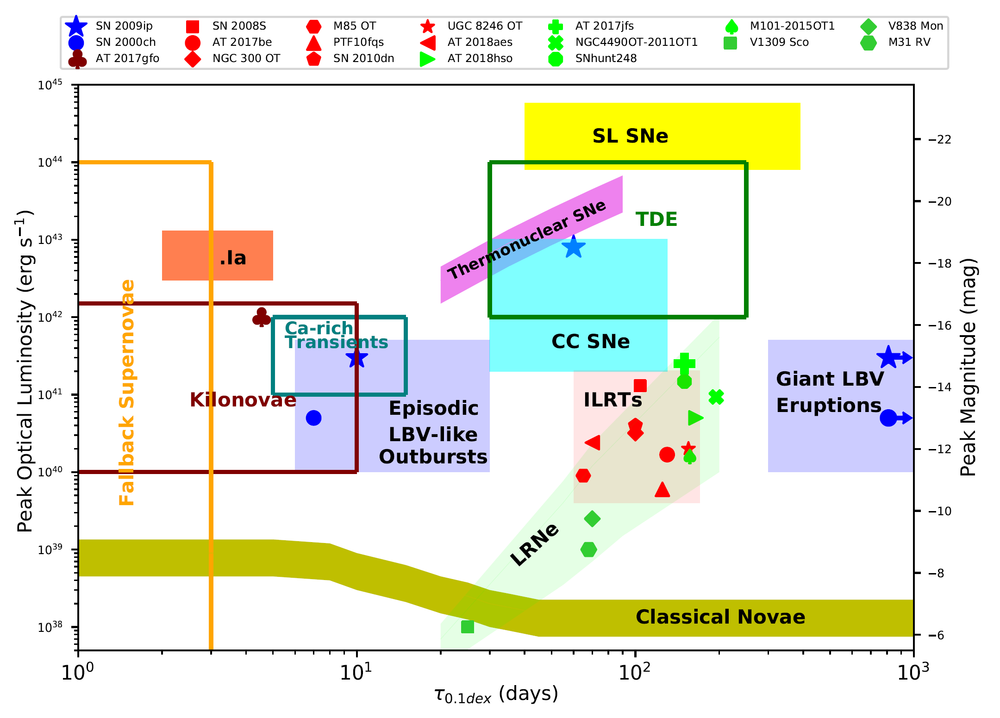 SN 2009ip
SN 2000ch
AT 2017gfo
SN 2008S
AT 2017be
NGC 300 OT
M85 OT
PTF10fqs
SN 2010dn
UGC 8246 OT
AT 2018aes
AT 2018hso
AT 2017jfs
NGC4490OT-2011OT1
SNhunt248
M101-2015OT1
V1309 Sco
V838 Mon
M31 RV
10^45
10^44
10^43
10^42
10^41
10^40
10^39
10^38
Peak Optical Luminosity (erg s^−1)
−22
−20
−18
−16
−14
−12
−10
−8
−6
Peak Magnitude (mag)
SL SNe
TDE
Thermonuclear SNe
.Ia
Fallback Supernovae
Ca-rich
Transients
CC SNe
Kilonovae
Episodic
LBV-like
Outbursts
ILRTs
Giant LBV
Eruptions
LRNe
Classical Novae
10^0
10^1
10^2
10^3
τ_0.1dex (days)